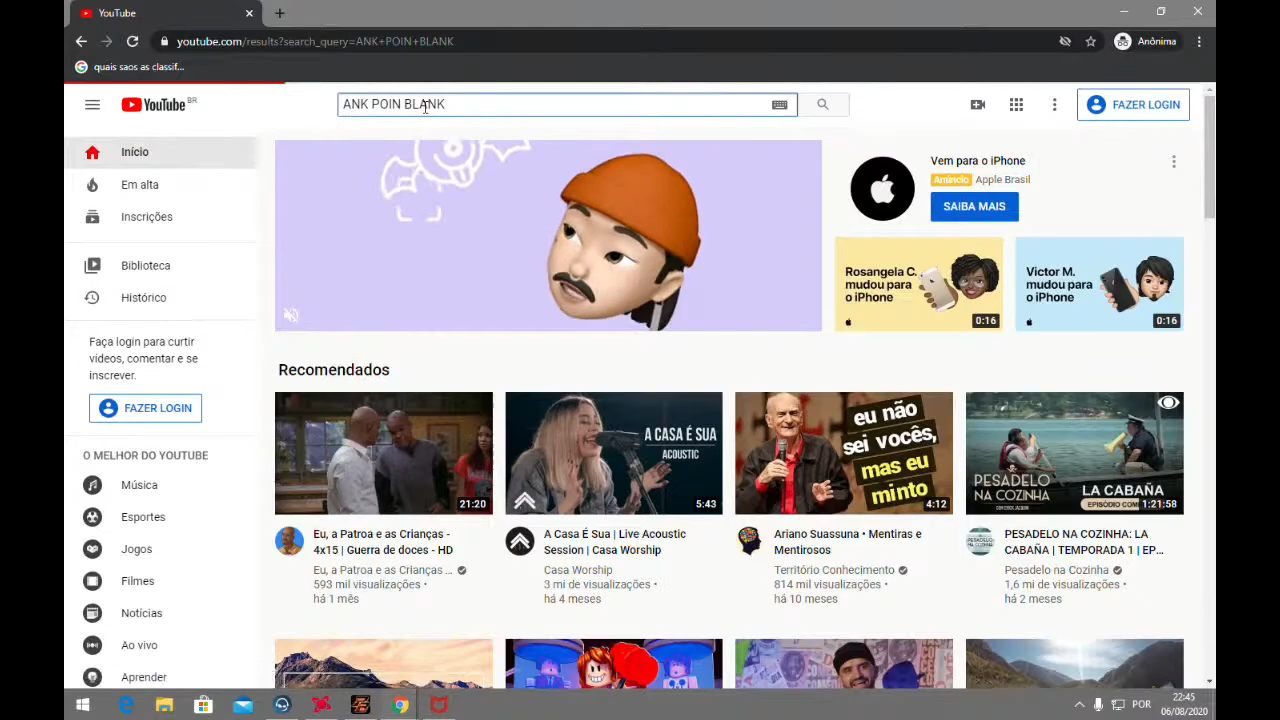 YouTube
youtube.com/results?search_query=ANK+POIN+BLANK
Anônima
quais saos as classif...
YouTube BR
ANK POIN BLANK
FAZER LOGIN
Início
Em alta
Inscrições
Biblioteca
Histórico
Faça login para curtir
vídeos, comentar e se
inscrever.
FAZER LOGIN
O MELHOR DO YOUTUBE
Música
Esportes
Jogos
Filmes
Notícias
Ao vivo
Aprender
Vem para o iPhone
Anúncio Apple Brasil
SAIBA MAIS
Rosangela C.
mudou para
o iPhone
0:16
Victor M.
mudou para
o iPhone
0:16
Recomendados
21:20
Eu, a Patroa e as Crianças -
4x15 | Guerra de doces - HD
Eu, a Patroa e as Crianças ...
593 mil visualizações •
há 1 mês
A CASA É SUA
ACOUSTIC
5:43
A Casa É Sua | Live Acoustic
Session | Casa Worship
Casa Worship
3 mi de visualizações •
há 4 meses
eu não
sei vocês,
mas eu
minto
4:12
Ariano Suassuna • Mentiras e
Mentirosos
Território Conhecimento
814 mil visualizações •
há 10 meses
PESADELO
NA COZINHA
LA CABAÑA
1:21:58
PESADELO NA COZINHA: LA
CABAÑA | TEMPORADA 1 | EP...
Pesadelo na Cozinha
1,6 mi de visualizações •
há 2 meses
POR
22:45
06/08/2020